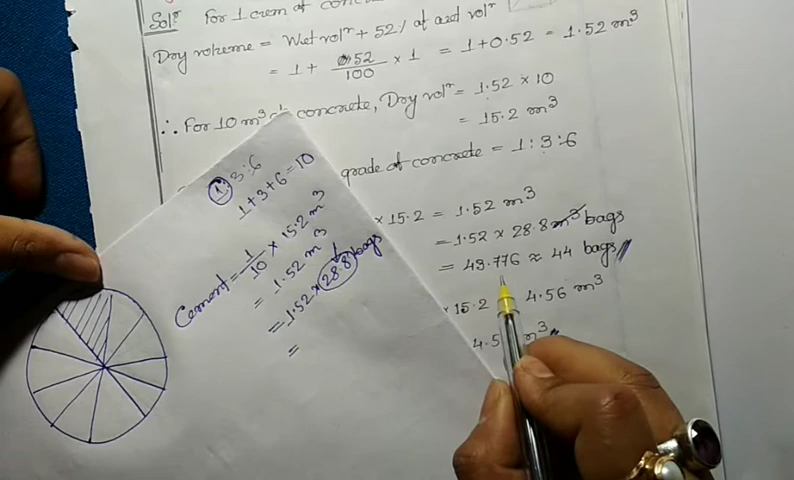 Solⁿ For 1 cum of conc
Dry volume = Wet volⁿ + 52% of wet volⁿ
= 1 + 52/100 × 1 = 1 + 0.52 = 1.52 m³
∴ For 10 m³ of concrete, Dry volⁿ = 1.52 × 10
= 15.2 m³
grade of concrete = 1:3:6
× 15.2 = 1.52 m³
= 1.52 × 28.8 m³ bags
= 43.776 ≈ 44 bags
× 15.2 4.56 m³
4.5 m³
1:3:6
1+3+6=10
Cement = 1/10 × 15.2 m³
= 1.52 m³
= 1.52 × 28.8 bags
=